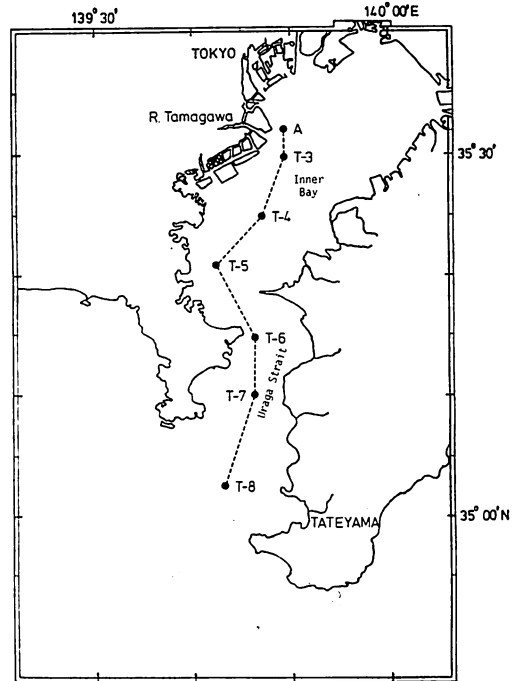 139° 30'
140° 00'E
TOKYO
R. Tamagawa
A
T-3
35° 30'
Inner
Bay
T-4
T-5
T-6
Uraga Strait
T-7
T-8
TATEYAMA
35° 00'N